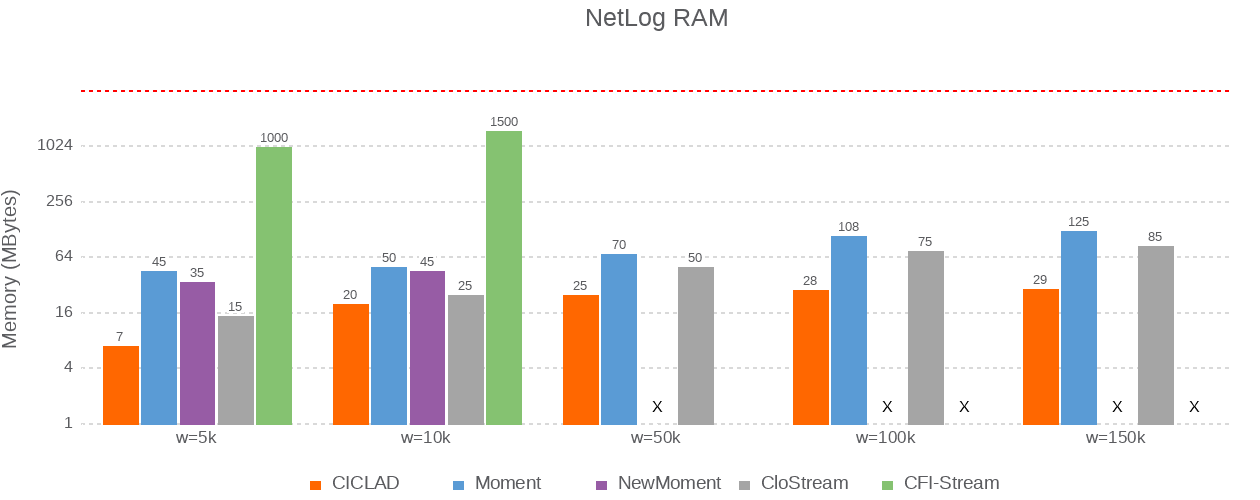 NetLog RAM
Memory (MBytes)
1024
256
64
16
4
1
7
45
35
15
1000
20
50
45
25
1500
25
70
X
50
28
108
X
75
X
29
125
X
85
X
w=5k
w=10k
w=50k
w=100k
w=150k
CICLAD
Moment
NewMoment
CloStream
CFI-Stream